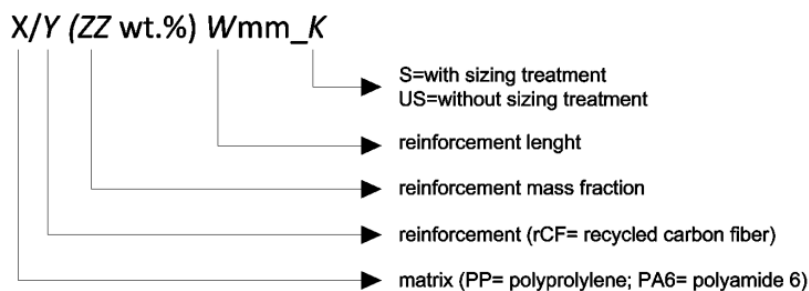 X/Y (ZZ wt.%) Wmm_K
S=with sizing treatment
US=without sizing treatment
reinforcement lenght
reinforcement mass fraction
reinforcement (rCF= recycled carbon fiber)
matrix (PP= polyprolylene; PA6= polyamide 6)